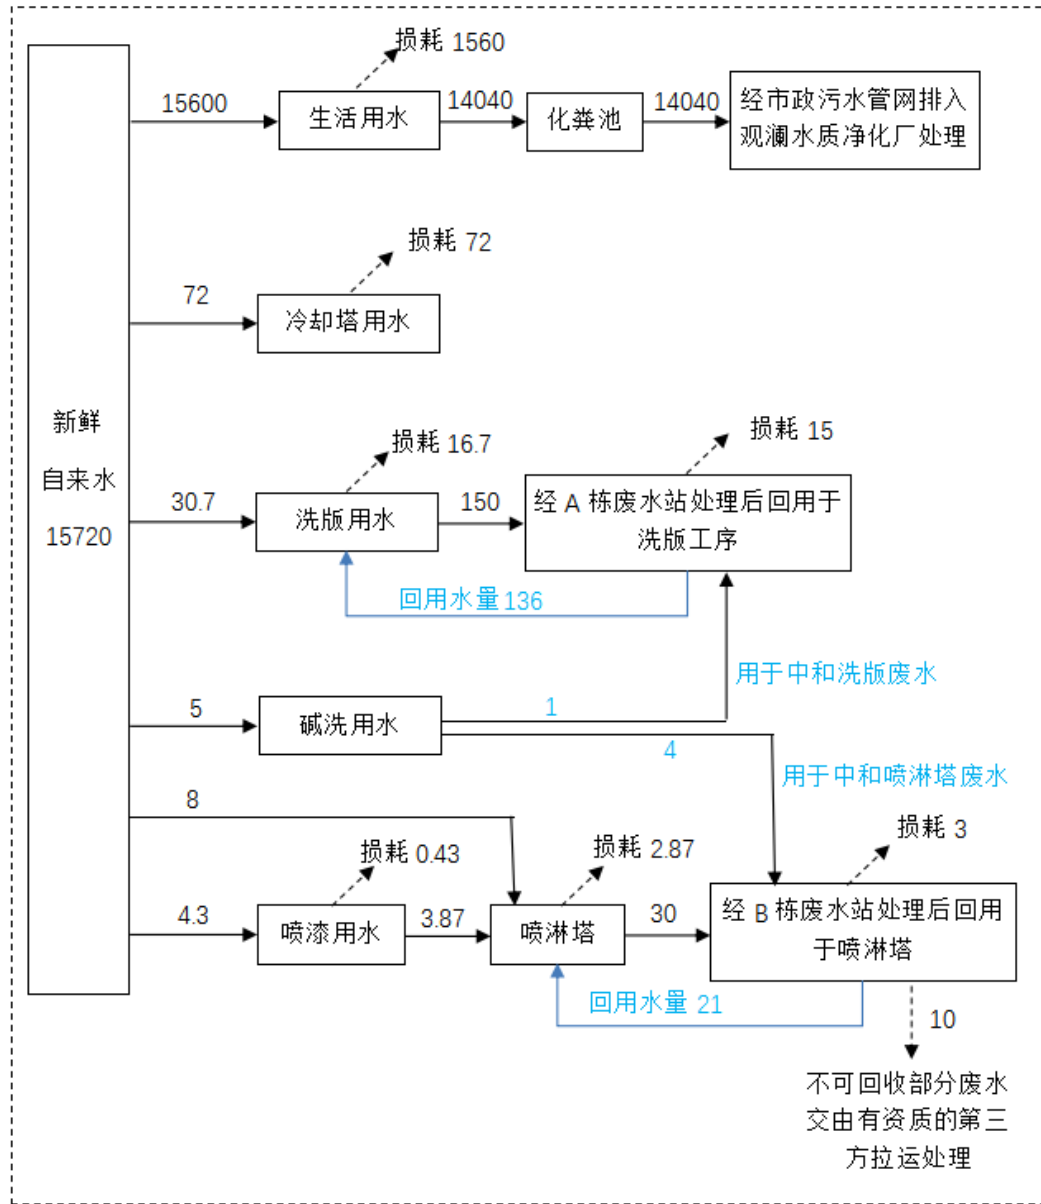 损耗 1560
15600
生活用水
14040
化粪池
14040
经市政污水管网排入
观澜水质净化厂处理
损耗 72
72
冷却塔用水
新鲜
自来水
15720
损耗 16.7
损耗 15
30.7
洗版用水
150
经 A 栋废水站处理后回用于
洗版工序
回用水量 136
用于中和洗版废水
5
碱洗用水
1
4
用于中和喷淋塔废水
8
损耗 0.43
损耗 2.87
损耗 3
4.3
喷漆用水
3.87
喷淋塔
30
经 B 栋废水站处理后回用
于喷淋塔
回用水量 21
10
不可回收部分废水
交由有资质的第三
方拉运处理